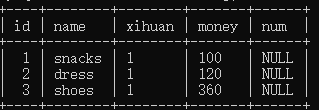 | id | name | xihuan | money | num |
| 1 | snacks | 1 | 100 | NULL |
| 2 | dress | 1 | 120 | NULL |
| 3 | shoes | 1 | 360 | NULL |